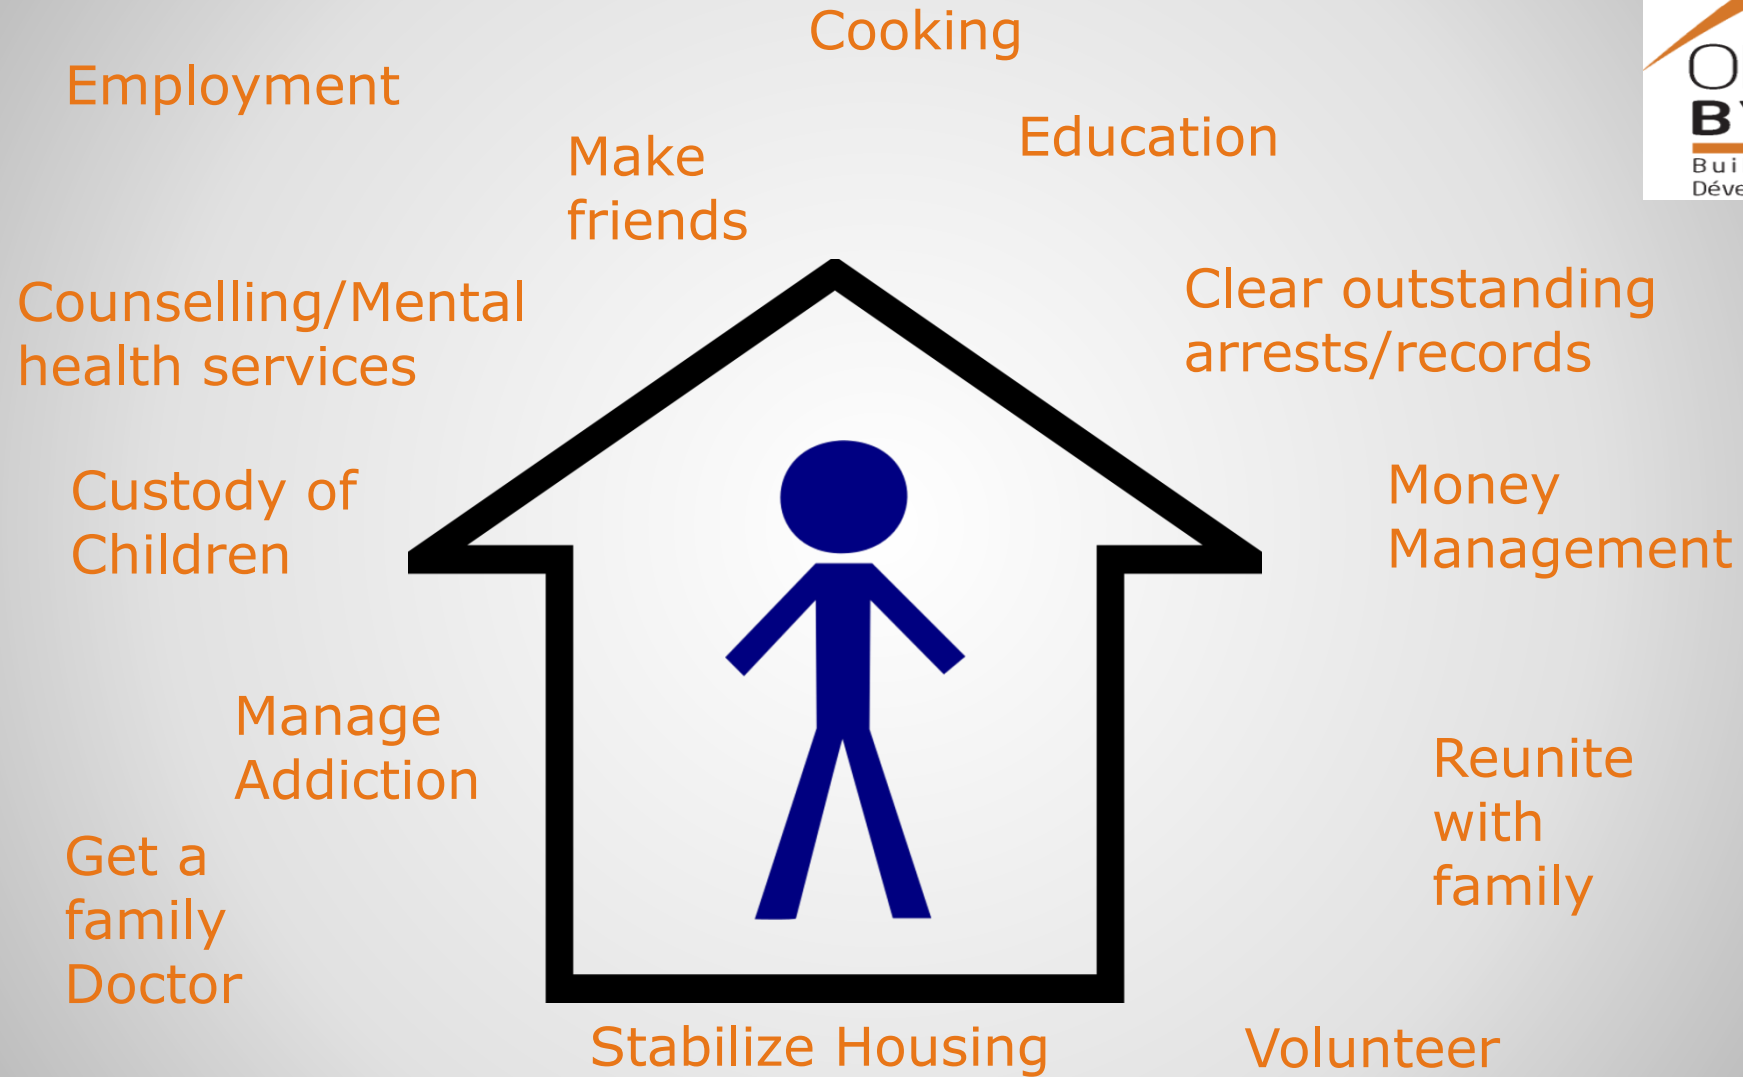 Cooking
Employment
Education
Make
friends
Counselling/Mental
health services
Clear outstanding
arrests/records
Custody of
Children
Money
Management
Manage
Addiction
Reunite
with
family
Get a
family
Doctor
Stabilize Housing
Volunteer